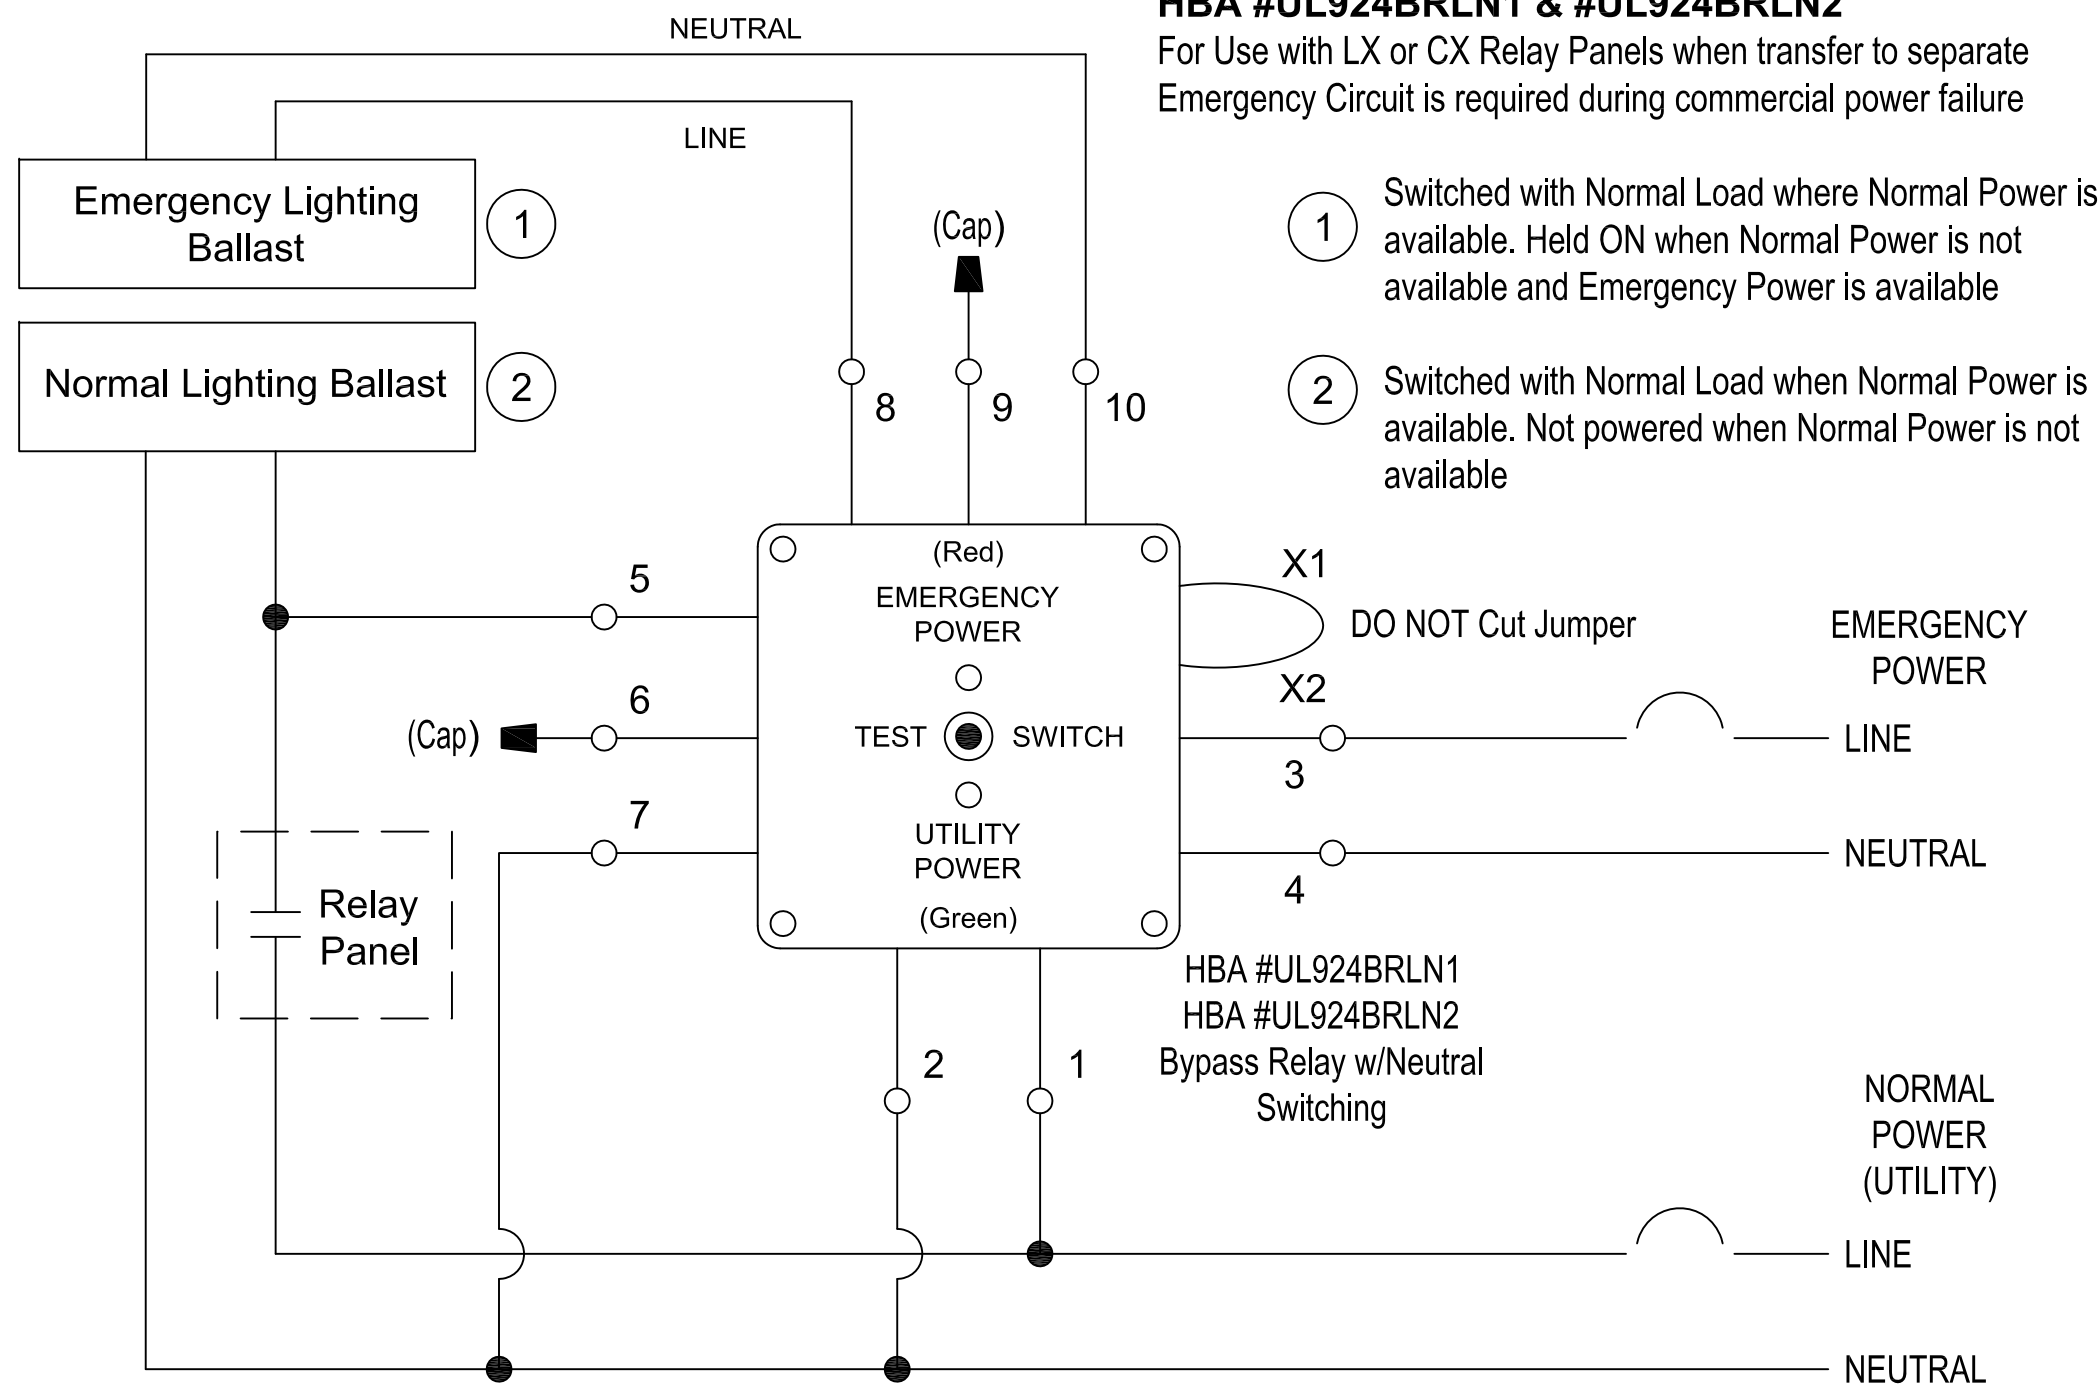 HBA #UL924BRLN1 & #UL924BRLN2
For Use with LX or CX Relay Panels when transfer to separate
Emergency Circuit is required during commercial power failure
NEUTRAL
LINE
Emergency Lighting
Ballast
1
1
Switched with Normal Load where Normal Power is
available. Held ON when Normal Power is not
available and Emergency Power is available
Normal Lighting Ballast
2
2
Switched with Normal Load when Normal Power is
available. Not powered when Normal Power is not
available
(Cap)
8
9
10
5
(Cap)
6
7
(Red)
EMERGENCY
POWER
TEST SWITCH
UTILITY
POWER
(Green)
X1
DO NOT Cut Jumper
X2
3
4
EMERGENCY
POWER
LINE
NEUTRAL
Relay
Panel
2
1
HBA #UL924BRLN1
HBA #UL924BRLN2
Bypass Relay w/Neutral
Switching
NORMAL
POWER
(UTILITY)
LINE
NEUTRAL